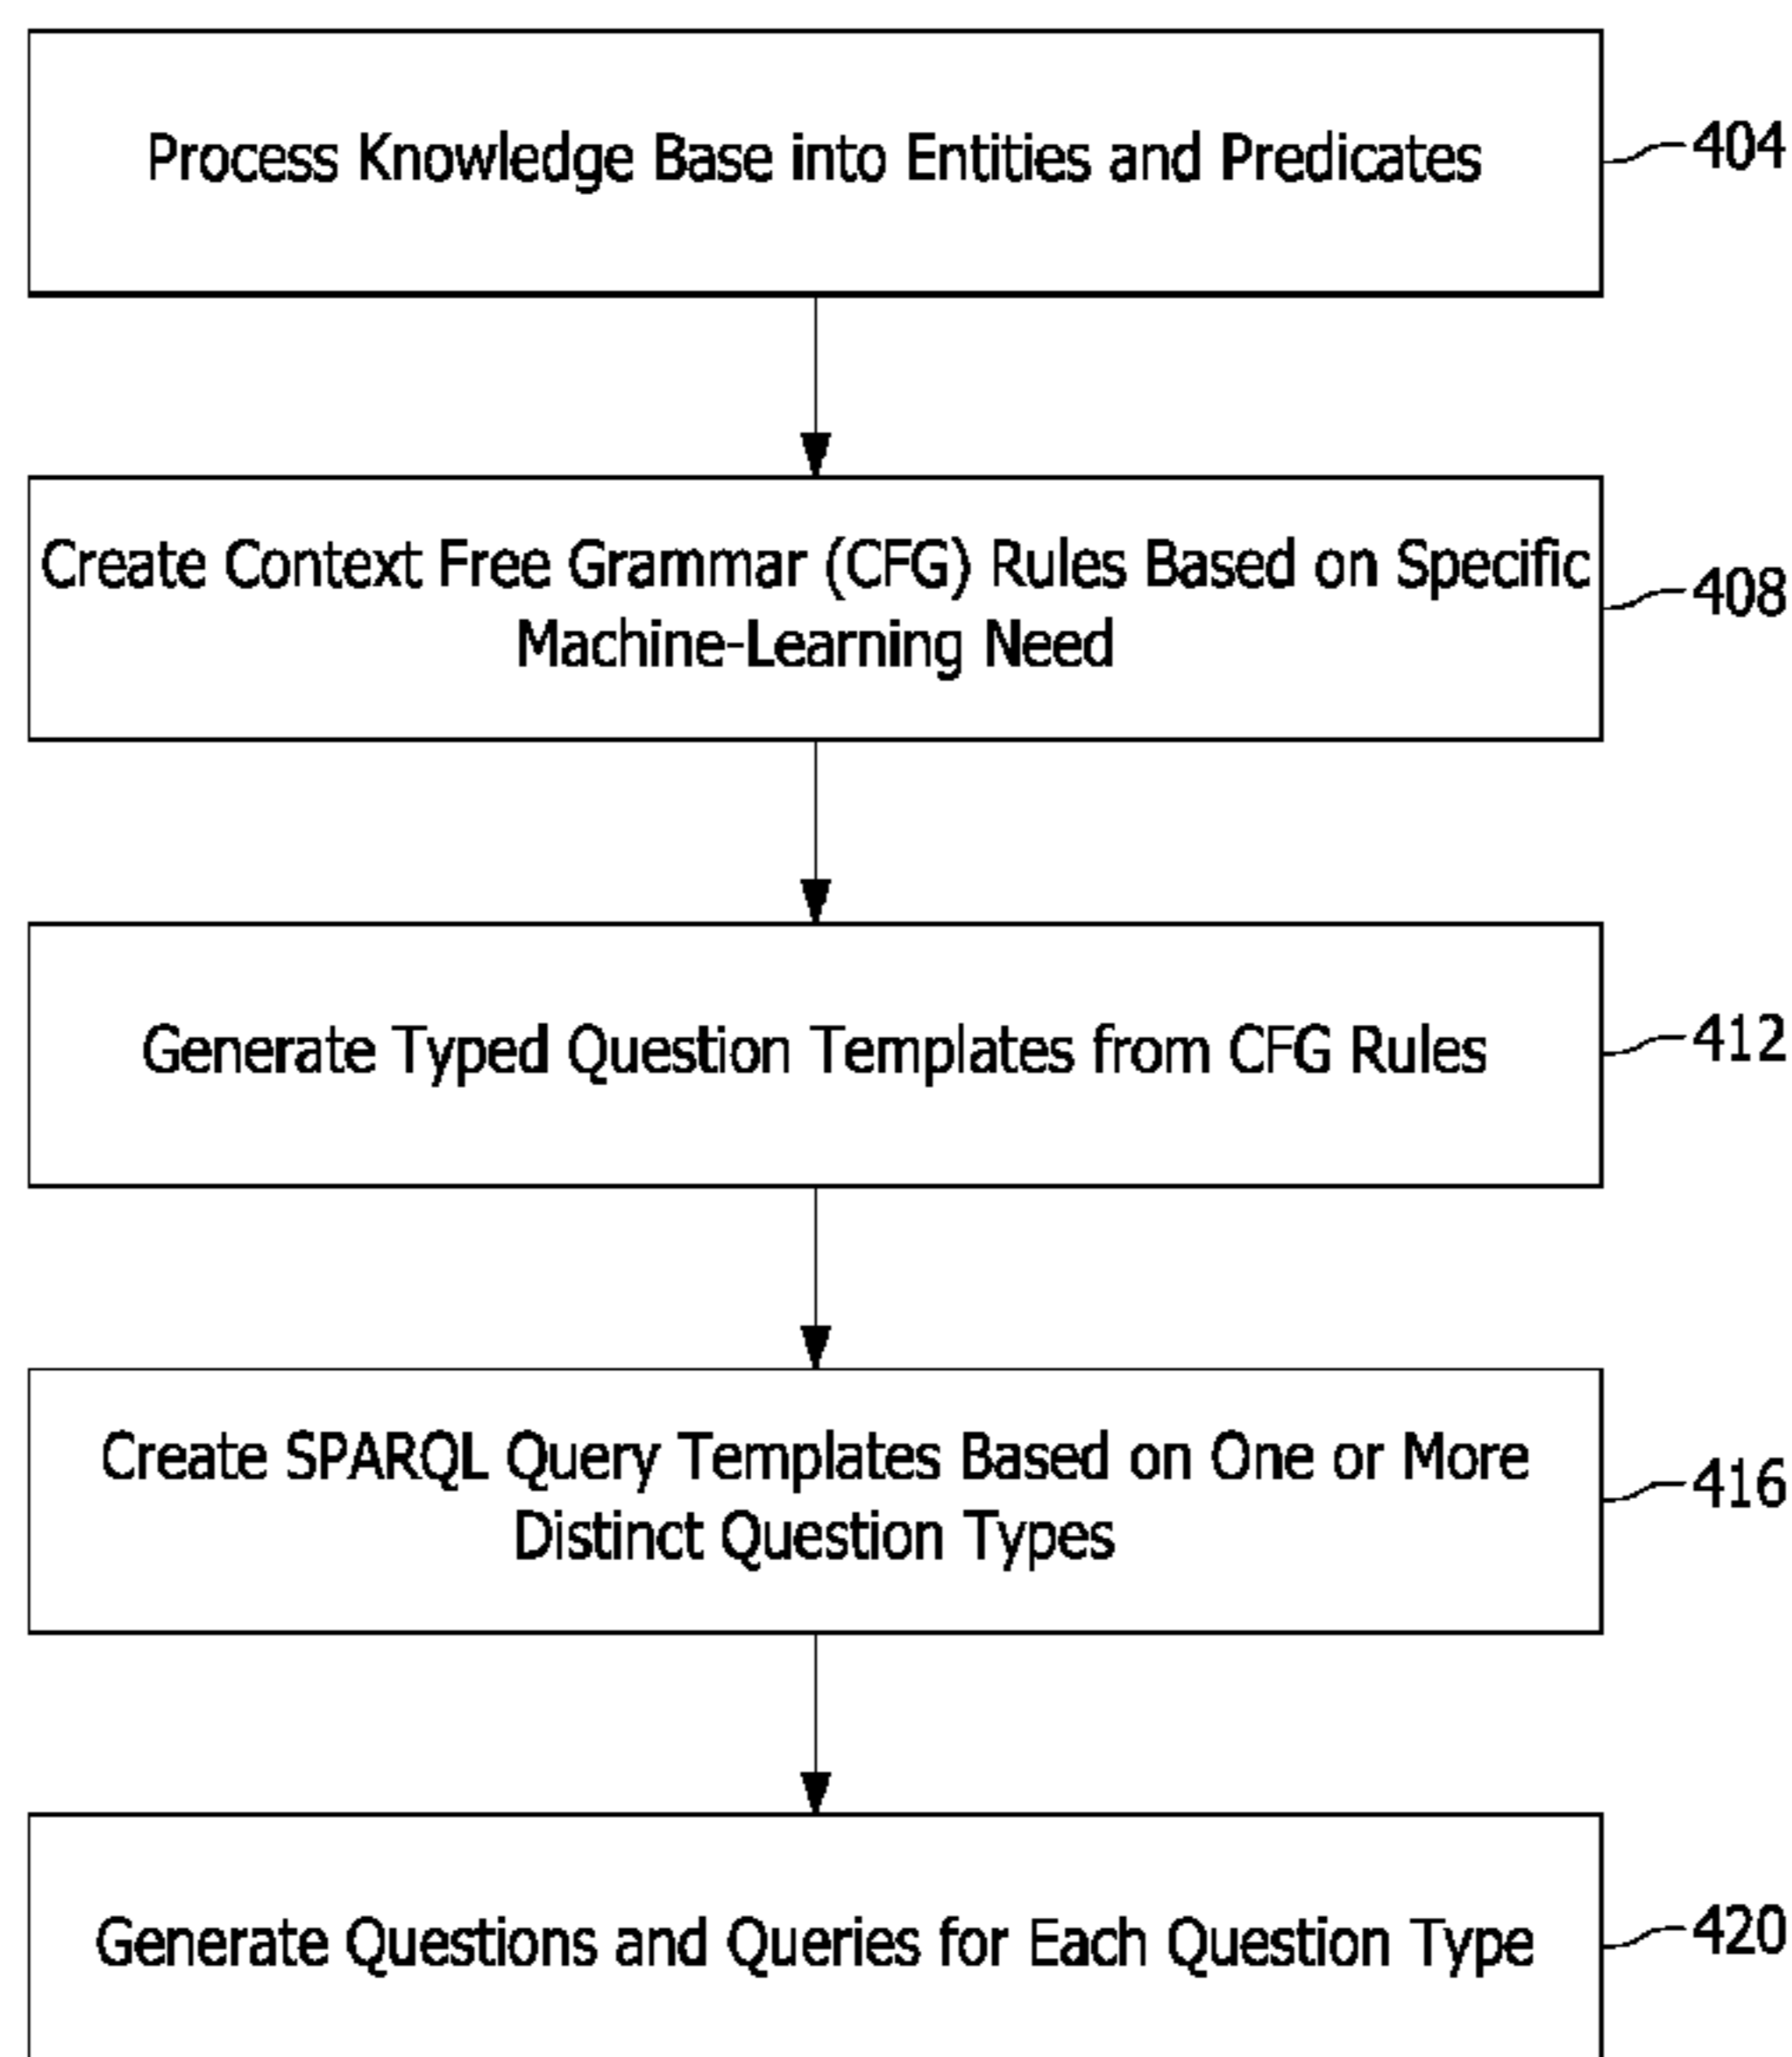 Process Knowledge Base into Entities and Predicates
404
Create Context Free Grammar (CFG) Rules Based on Specific
Machine-Learning Need
408
Generate Typed Question Templates from CFG Rules
412
Create SPARQL Query Templates Based on One or More
Distinct Question Types
416
Generate Questions and Queries for Each Question Type
420